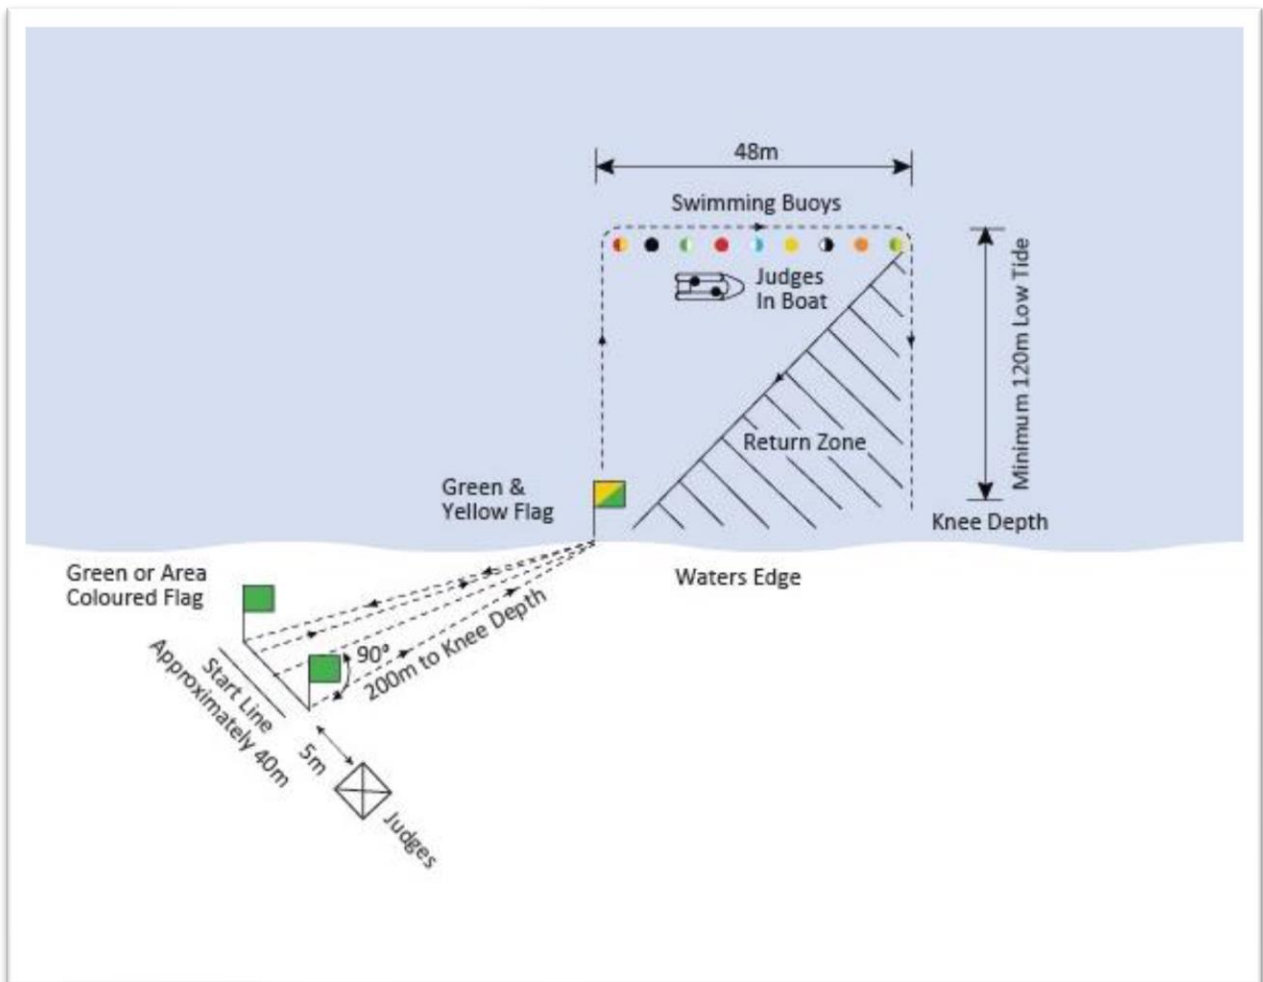 48m
Swimming Buoys
Judges
In Boat
Minimum 120m Low Tide
Return Zone
Green &
Yellow Flag
Knee Depth
Waters Edge
Green or Area
Coloured Flag
90º
200m to Knee Depth
Start Line
Approximately 40m
5m
Judges